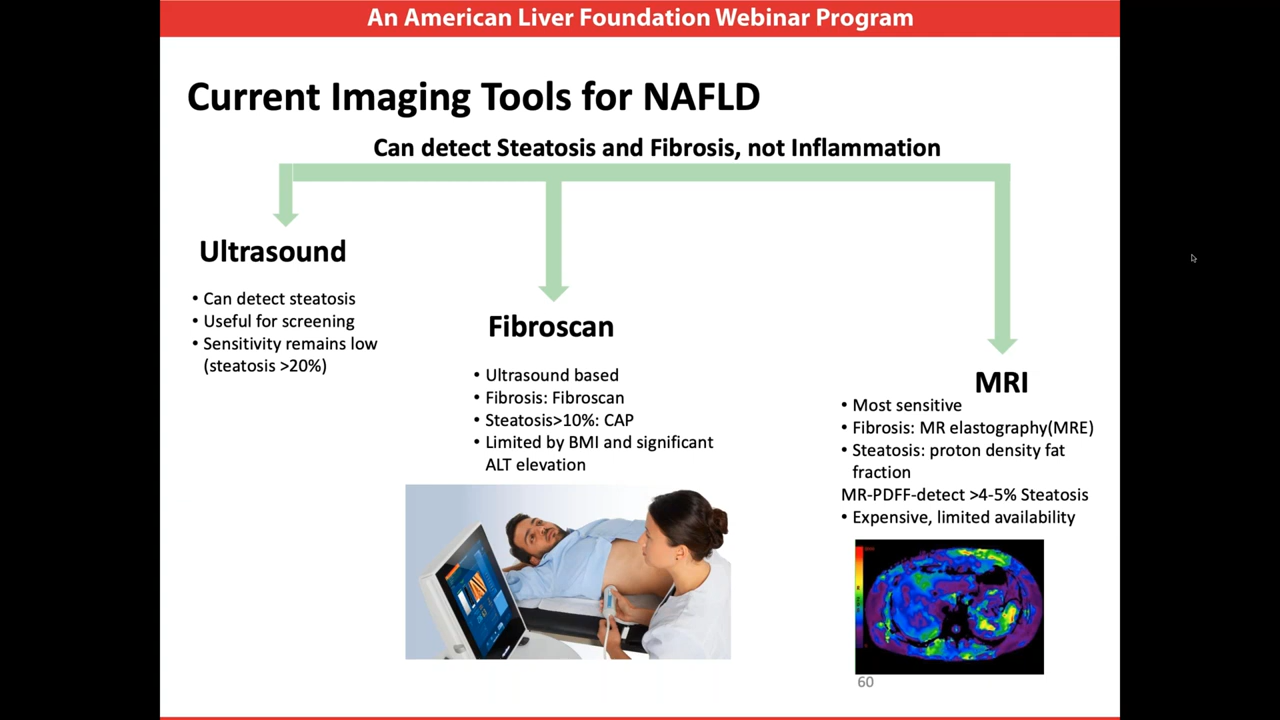 An American Liver Foundation Webinar Program
Current Imaging Tools for NAFLD
Can detect Steatosis and Fibrosis, not Inflammation
Ultrasound
• Can detect steatosis
• Useful for screening
• Sensitivity remains low
(steatosis >20%)
Fibroscan
• Ultrasound based
• Fibrosis: Fibroscan
• Steatosis>10%: CAP
• Limited by BMI and significant
ALT elevation
MRI
• Most sensitive
• Fibrosis: MR elastography(MRE)
• Steatosis: proton density fat
fraction
MR-PDFF-detect >4-5% Steatosis
• Expensive, limited availability
60